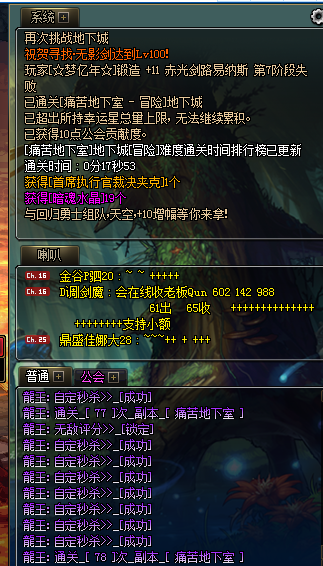 系统
再次挑战地下城
祝贺寻找·无影剑达到Lv100!
玩家[☆梦亿年☆]锻造 +11 赤光剑路易纳斯 第7阶段失
败
已通关[痛苦地下室 - 冒险]地下城
已超出所持幸运星总量上限, 无法继续累积。
已获得10点公会贡献度。
[痛苦地下室]地下城[冒险]难度通关时间排行榜已更新
通关时间：0分17秒53
获得[首席执行官裁决夹克]1个
获得[暗魂水晶]19个
与回归勇士组队,天空,+10增幅等你来拿!
喇叭
Ch.16 金谷P驷20：~ ~ +++++
Ch.16 Dj刷剑魔：会在线收老板Qun 602 142 988
61出 65收 ++++++++++++++
++++++++支持小额
Ch.25 鼎盛佳娜大28：~~~++ + +++
普通 公会
龍王: 自定秒杀>>_[成功]
龍王: 通关_[ 77 ]次_副本_[ 痛苦地下室 ]
龍王: 无敌评分>>_[锁定]
龍王: 自定秒杀>>_[成功]
龍王: 自定秒杀>>_[成功]
龍王: 自定秒杀>>_[成功]
龍王: 自定秒杀>>_[成功]
龍王: 自定秒杀>>_[成功]
龍王: 自定秒杀>>_[成功]
龍王: 通关_[ 78 ]次_副本_[ 痛苦地下室 ]